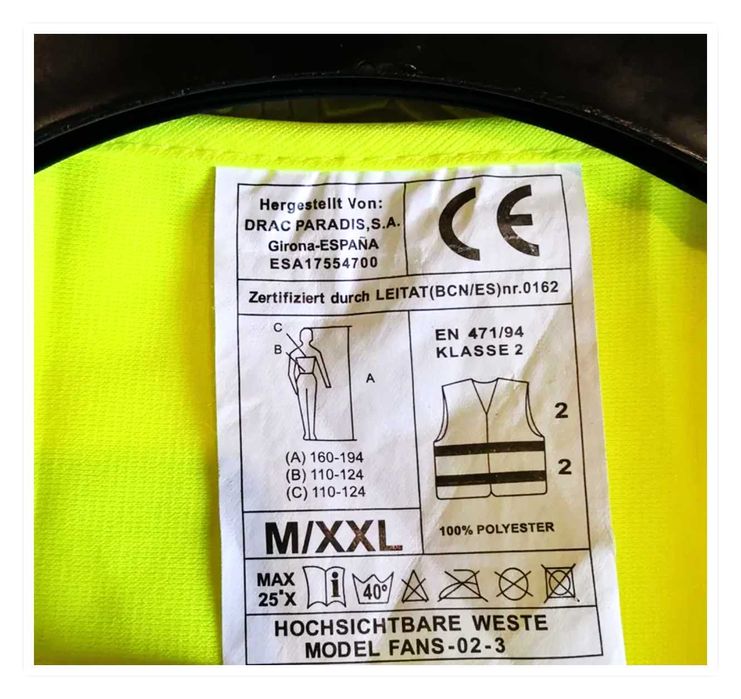 Hergestellt Von:
DRAC PARADIS,S.A.
Girona-ESPAÑA
ESA17554700
CE
Zertifiziert durch LEITAT(BCN/ES)nr.0162
C
B
A
(A) 160-194
(B) 110-124
(C) 110-124
EN 471/94
KLASSE 2
2
2
100% POLYESTER
M/XXL
MAX
25*X
i
40°
HOCHSICHTBARE WESTE
MODEL FANS-02-3